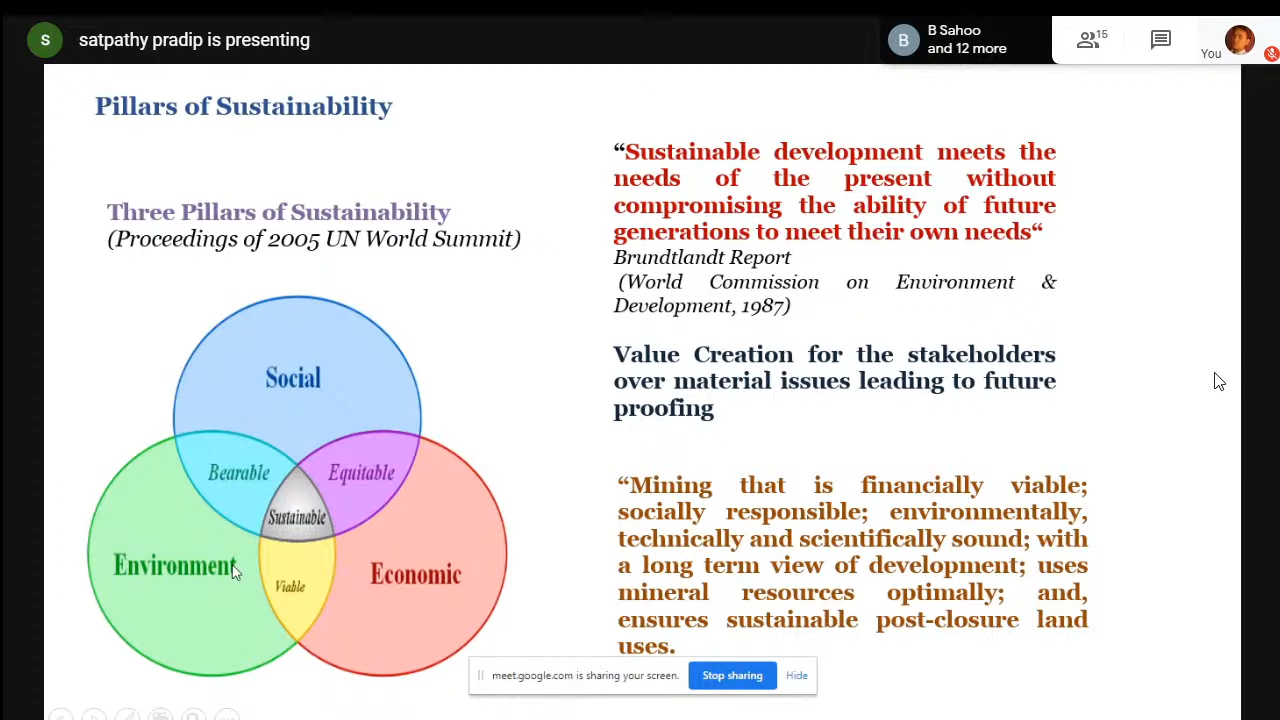 S
satpathy pradip is presenting
B
B Sahoo
and 12 more
15
You
Pillars of Sustainability
Three Pillars of Sustainability
(Proceedings of 2005 UN World Summit)
Social
Bearable
Equitable
Sustainable
Environment
Economic
Viable
“Sustainable development meets the
needs of the present without
compromising the ability of future
generations to meet their own needs“
Brundtlandt Report
(World Commission on Environment &
Development, 1987)
Value Creation for the stakeholders
over material issues leading to future
proofing
“Mining that is financially viable;
socially responsible; environmentally,
technically and scientifically sound; with
a long term view of development; uses
mineral resources optimally; and,
ensures sustainable post-closure land
uses.
meet.google.com is sharing your screen.
Stop sharing
Hide